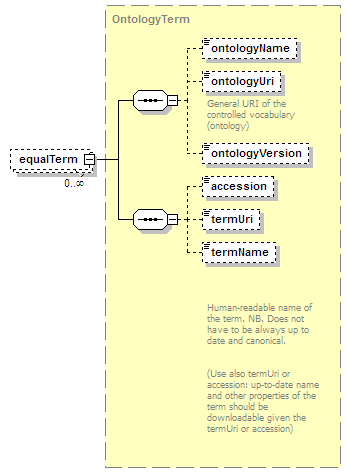 OntologyTerm
ontologyName
ontologyUri
General URI of the
controlled vocabulary
(ontology)
equalTerm
0..∞
ontologyVersion
accession
termUri
termName
Human-readable name of
the term. NB. Does not
have to be always up to
date and canonical.
(Use also termUri or
accession: up-to-date name
and other properties of the
term should be
downloadable given the
termUri or accession)